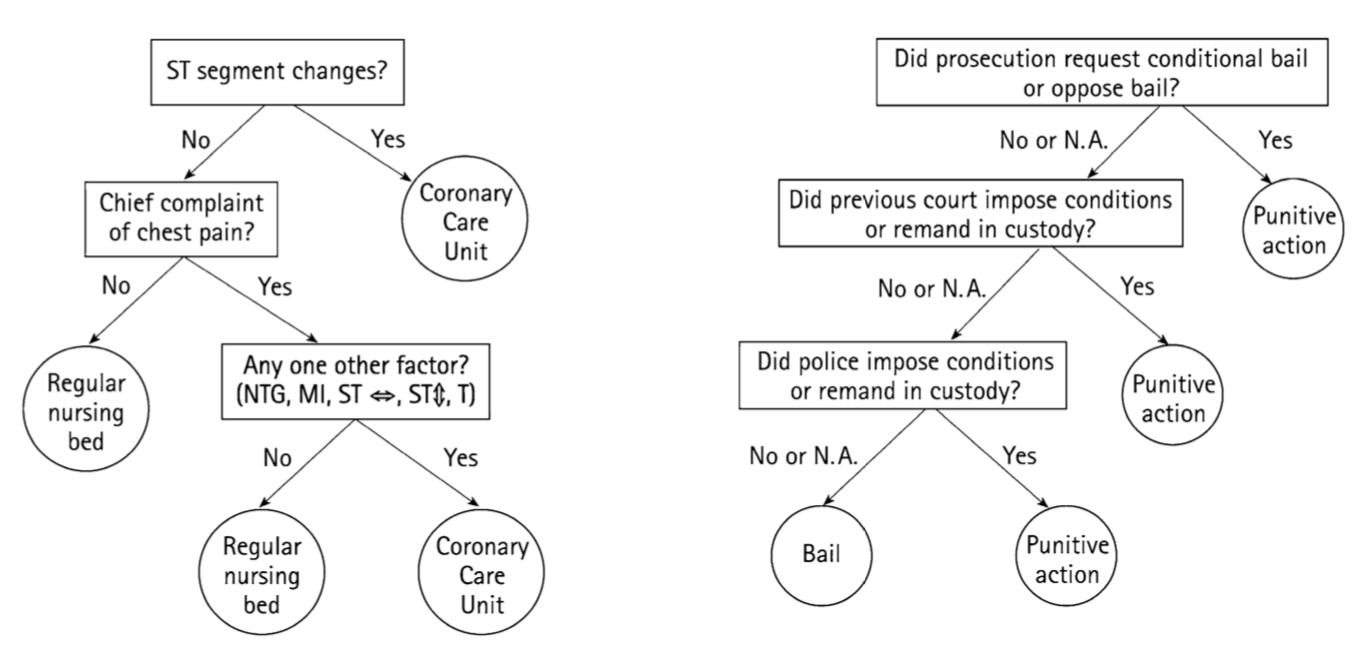 ST segment changes?
No
Yes
Chief complaint
of chest pain?
Coronary
Care
Unit
No
Yes
Regular
nursing
bed
Any one other factor?
(NTG, MI, ST ⇔, ST⇕, T)
No
Yes
Regular
nursing
bed
Coronary
Care
Unit
Did prosecution request conditional bail
or oppose bail?
No or N.A.
Yes
Did previous court impose conditions
or remand in custody?
Punitive
action
No or N.A.
Yes
Did police impose conditions
or remand in custody?
Punitive
action
No or N.A.
Yes
Bail
Punitive
action